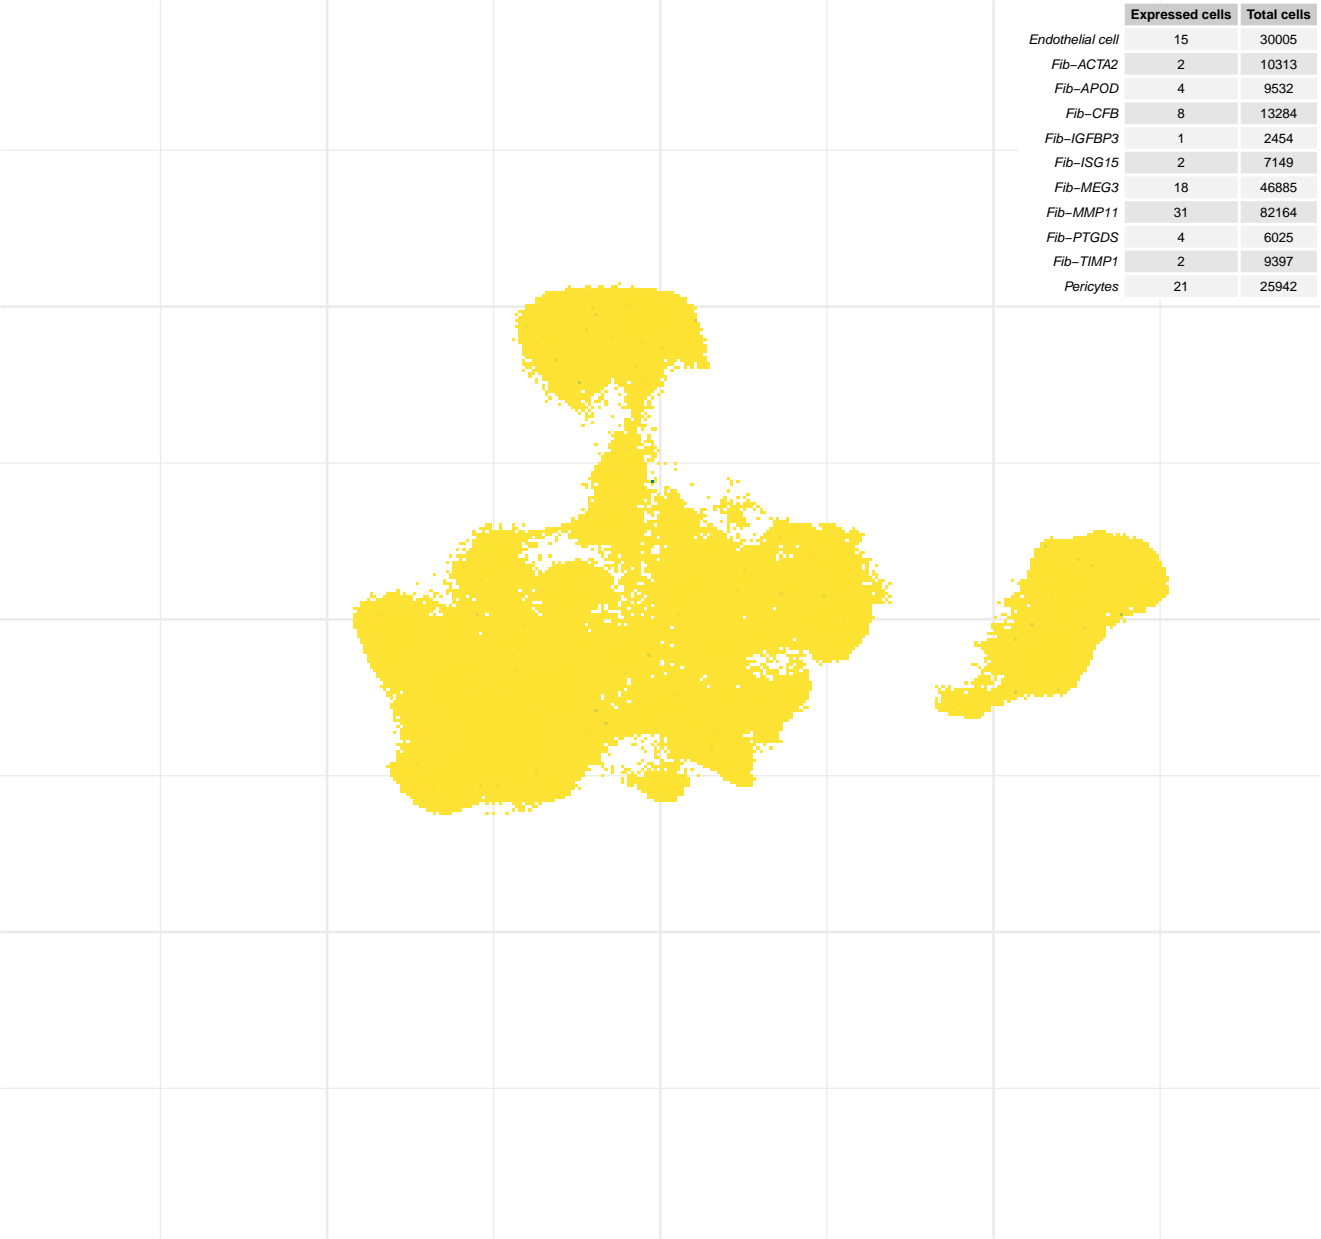 Expressed cells Total cells
Endothelial cell 15 30005
Fib−ACTA2 2 10313
Fib−APOD 4 9532
Fib−CFB 8 13284
Fib−IGFBP3 1 2454
Fib−ISG15 2 7149
Fib−MEG3 18 46885
Fib−MMP11 31 82164
Fib−PTGDS 4 6025
Fib−TIMP1 2 9397
Pericytes 21 25942